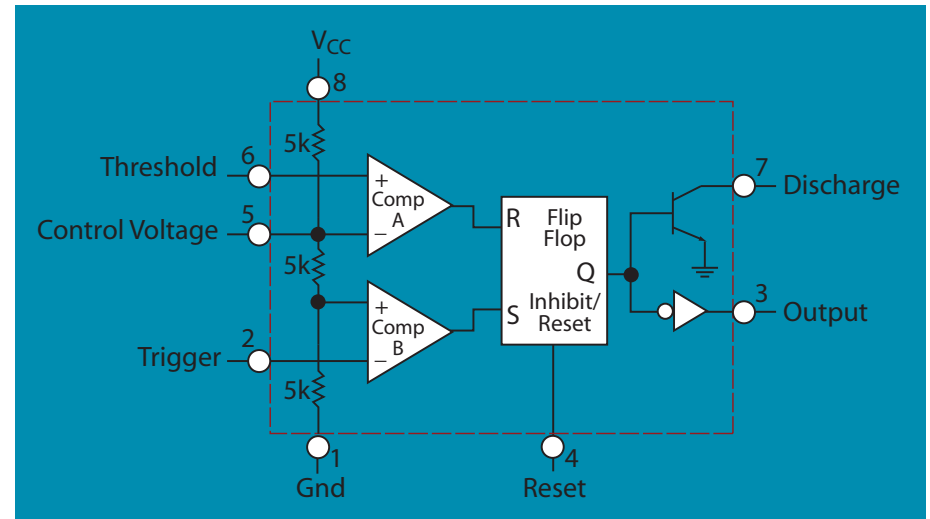 VCC
8
5k
Threshold
6
+
Comp
A
−
7
Discharge
R
Flip
Flop
Control Voltage
5
5k
Q
+
Comp
B
−
S
Inhibit/
Reset
3
Output
Trigger
2
5k
1
Gnd
4
Reset